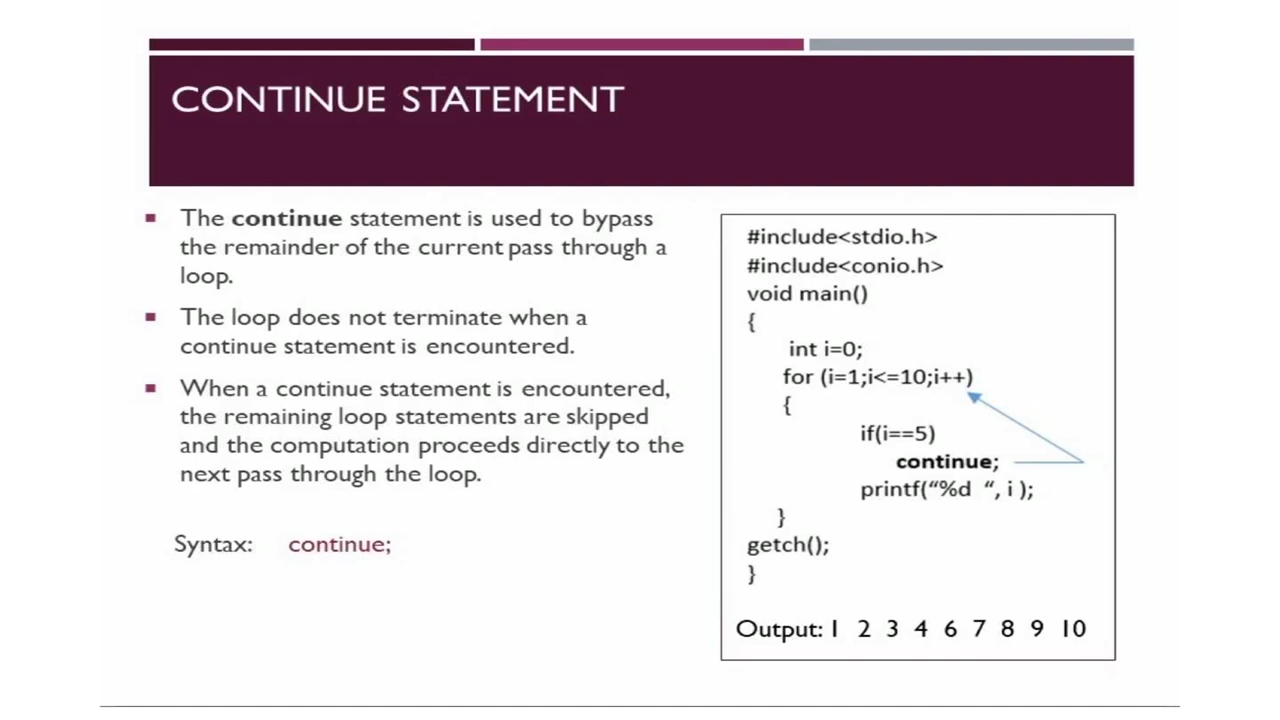 CONTINUE STATEMENT
The continue statement is used to bypass
the remainder of the current pass through a
loop.
The loop does not terminate when a
continue statement is encountered.
When a continue statement is encountered,
the remaining loop statements are skipped
and the computation proceeds directly to the
next pass through the loop.
Syntax: continue;
#include<stdio.h>
#include<conio.h>
void main()
{
int i=0;
for (i=1;i<=10;i++)
{
if(i==5)
continue;
printf(“%d “, i );
}
getch();
}
Output: 1 2 3 4 6 7 8 9 10